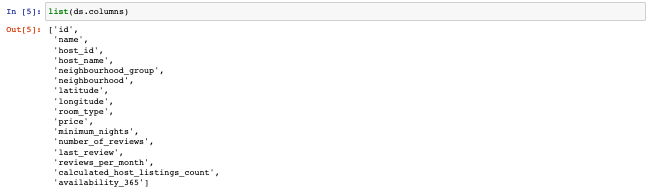 In [5]: list(ds.columns)
Out[5]: ['id',
'name',
'host_id',
'host_name',
'neighbourhood_group',
'neighbourhood',
'latitude',
'longitude',
'room_type',
'price',
'minimum_nights',
'number_of_reviews',
'last_review',
'reviews_per_month',
'calculated_host_listings_count',
'availability_365']